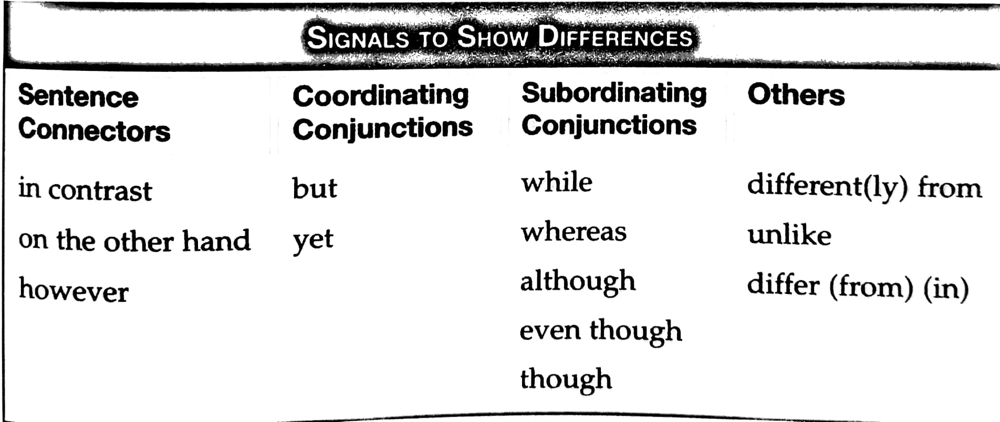 SIGNALS TO SHOW DIFFERENCES
Sentence Connectors
Coordinating Conjunctions
Subordinating Conjunctions
Others
in contrast
but
while
different(ly) from
on the other hand
yet
whereas
unlike
however
although
differ (from) (in)
even though
though